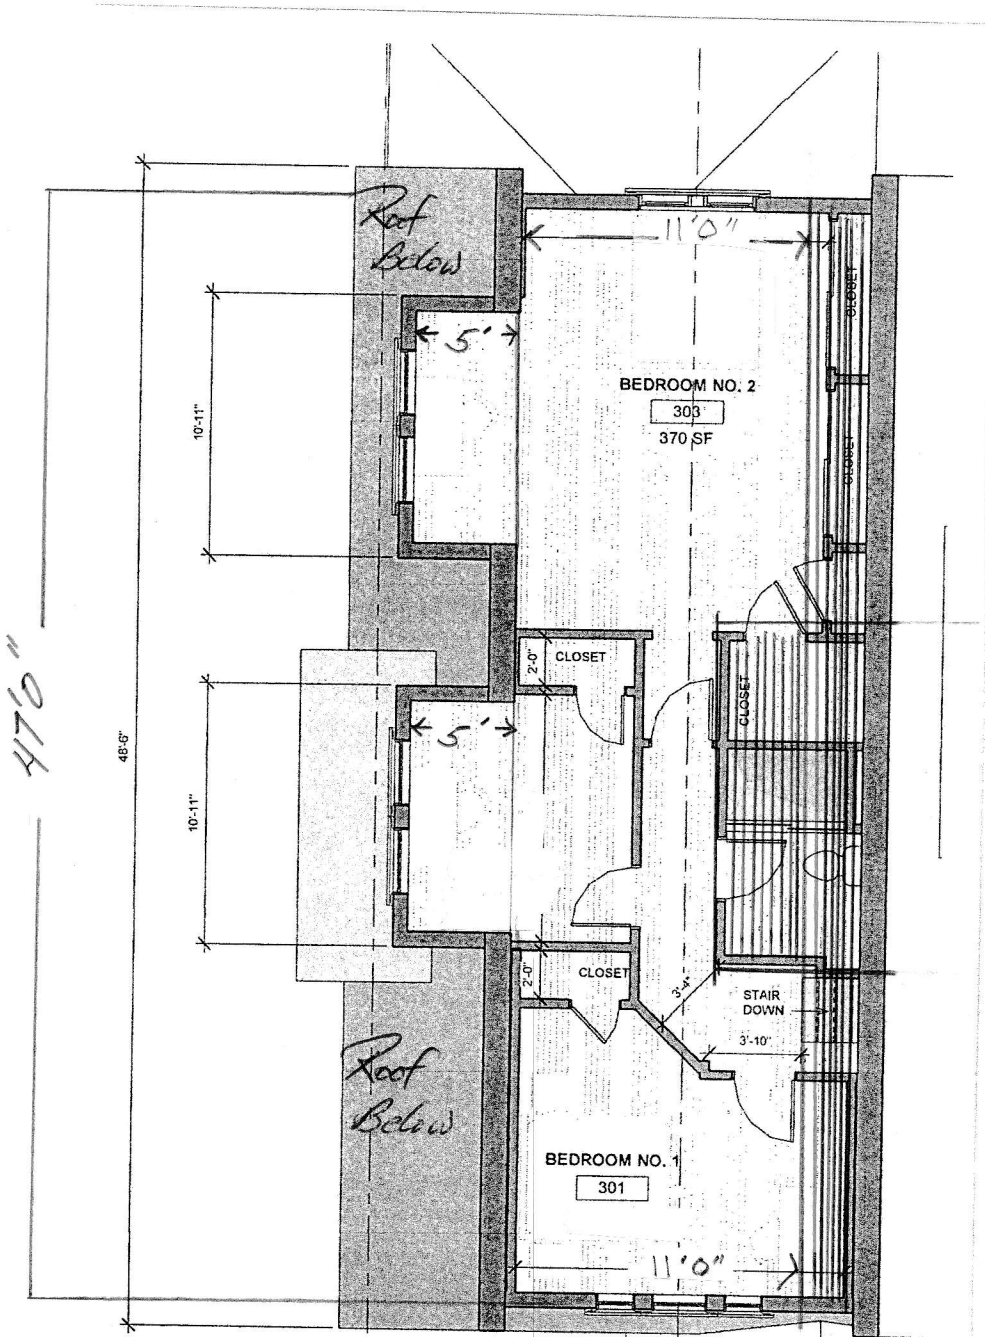 Roof
Below
11'0"
CLOSET
5'
BEDROOM NO. 2
303
370 SF
10'-11"
CLOSET
47'0"
48'-6"
2'-0"
CLOSET
CLOSET
5'
10'-11"
2'-0"
CLOSET
3'-4"
STAIR
DOWN
3'-10"
Roof
Below
BEDROOM NO. 1
301
11'0"